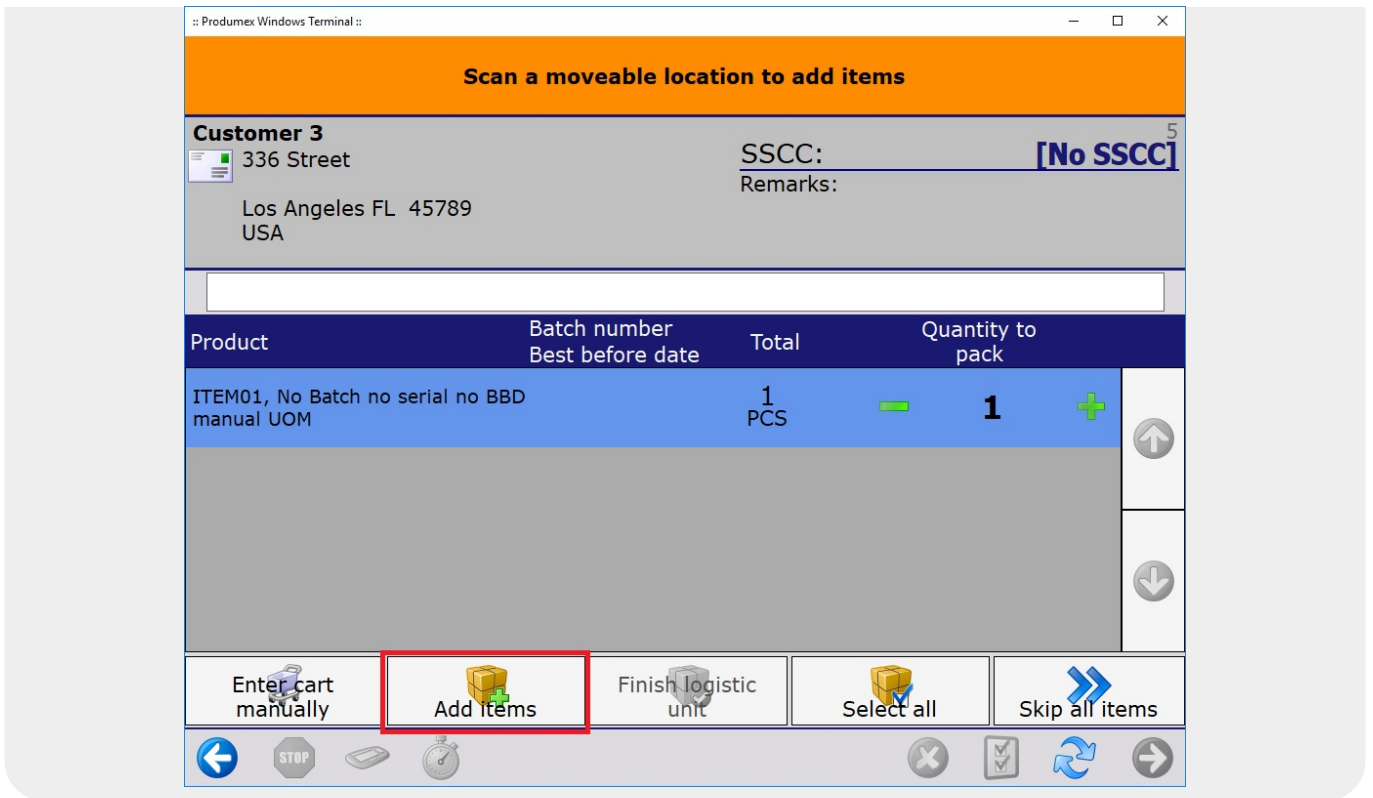 :: Produmex Windows Terminal ::
Scan a moveable location to add items
5
Customer 3
336 Street
SSCC: [No SSCC]
Remarks:
Los Angeles FL 45789
USA
Product
Batch number
Best before date
Total
Quantity to
pack
ITEM01, No Batch no serial no BBD
manual UOM
1
PCS
1
Enter cart
manually
Add items
Finish logistic
unit
Select all
Skip all items
STOP